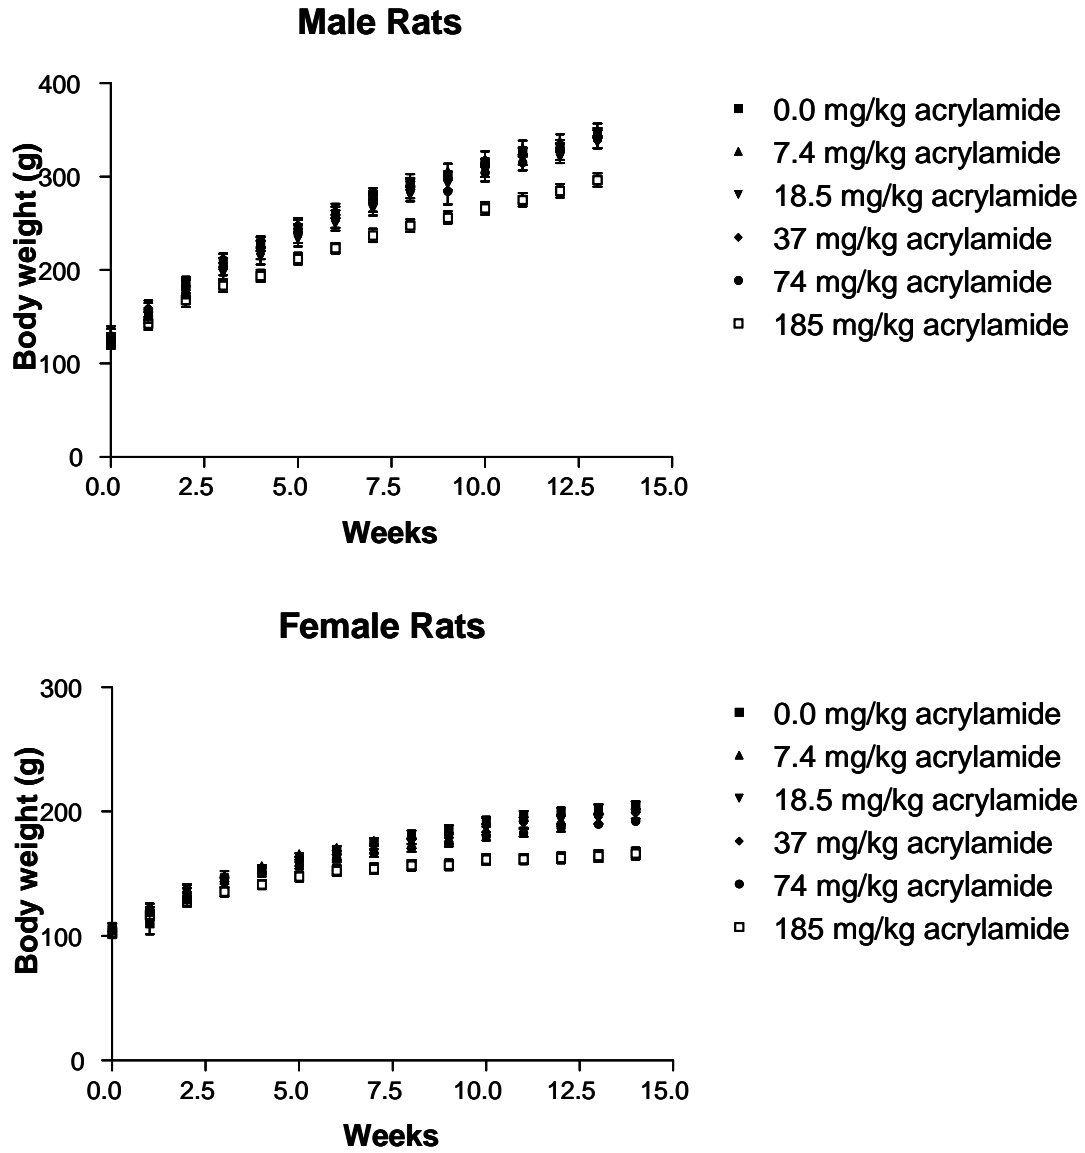 Male Rats
400
300
200
100
0
Body weight (g)
0.0 2.5 5.0 7.5 10.0 12.5 15.0
Weeks
0.0 mg/kg acrylamide
7.4 mg/kg acrylamide
18.5 mg/kg acrylamide
37 mg/kg acrylamide
74 mg/kg acrylamide
185 mg/kg acrylamide
Female Rats
300
200
100
0
Body weight (g)
0.0 2.5 5.0 7.5 10.0 12.5 15.0
Weeks
0.0 mg/kg acrylamide
7.4 mg/kg acrylamide
18.5 mg/kg acrylamide
37 mg/kg acrylamide
74 mg/kg acrylamide
185 mg/kg acrylamide